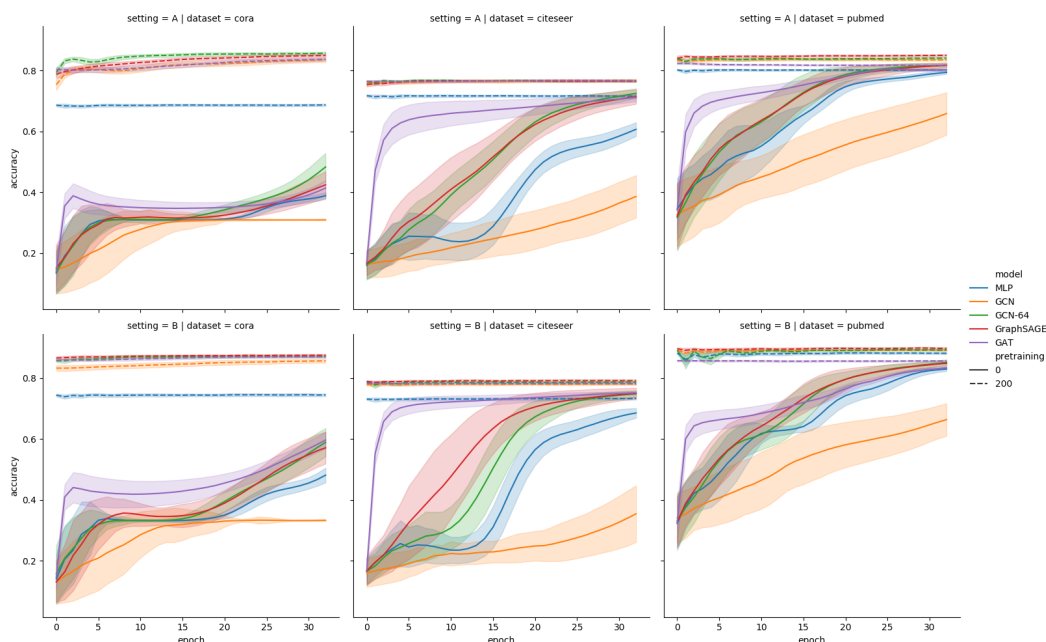 setting = A | dataset = cora
setting = A | dataset = citeseer
setting = A | dataset = pubmed
0.8
0.6
0.4
0.2
accuracy
setting = B | dataset = cora
setting = B | dataset = citeseer
setting = B | dataset = pubmed
0.8
0.6
0.4
0.2
accuracy
0 5 10 15 20 25 30
epoch
0 5 10 15 20 25 30
epoch
0 5 10 15 20 25 30
epoch
model
MLP
GCN
GCN-64
GraphSAGE
GAT
pretraining
0
200